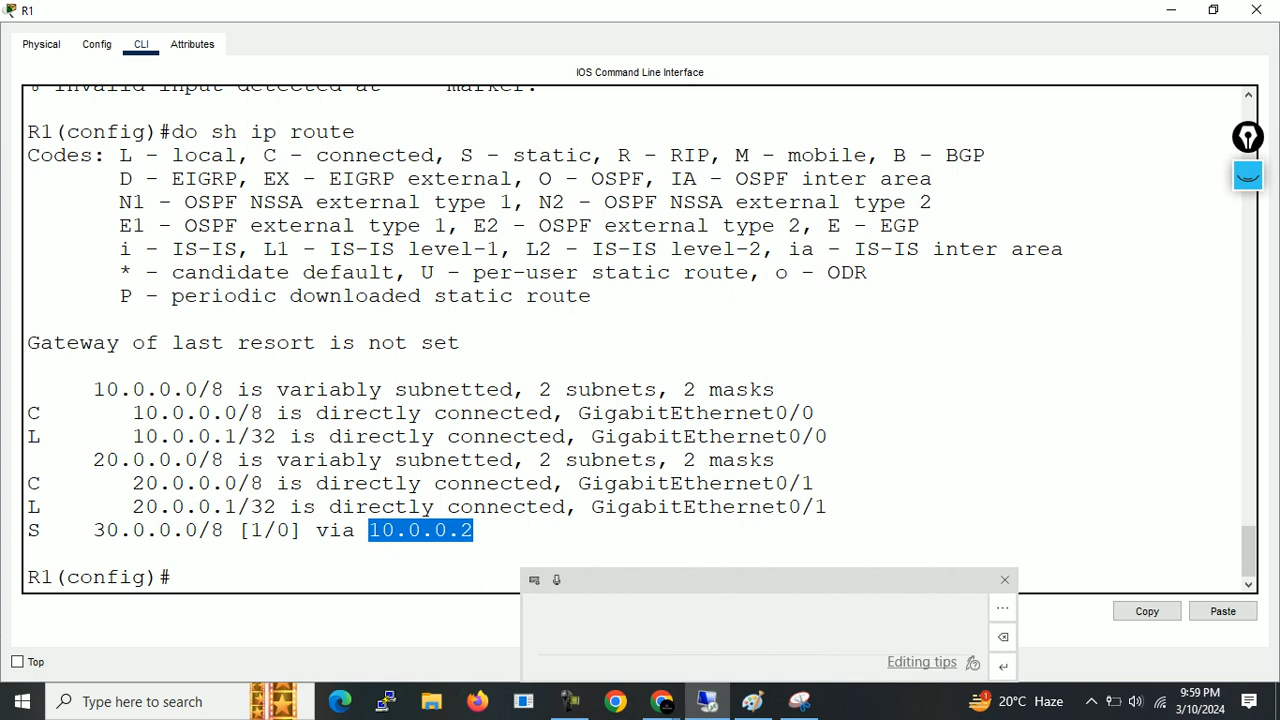 R1
Physical Config CLI Attributes
IOS Command Line Interface
% Invalid input detected at marker.
R1(config)#do sh ip route
Codes: L - local, C - connected, S - static, R - RIP, M - mobile, B - BGP
D - EIGRP, EX - EIGRP external, O - OSPF, IA - OSPF inter area
N1 - OSPF NSSA external type 1, N2 - OSPF NSSA external type 2
E1 - OSPF external type 1, E2 - OSPF external type 2, E - EGP
i - IS-IS, L1 - IS-IS level-1, L2 - IS-IS level-2, ia - IS-IS inter area
* - candidate default, U - per-user static route, o - ODR
P - periodic downloaded static route
Gateway of last resort is not set
10.0.0.0/8 is variably subnetted, 2 subnets, 2 masks
C 10.0.0.0/8 is directly connected, GigabitEthernet0/0
L 10.0.0.1/32 is directly connected, GigabitEthernet0/0
20.0.0.0/8 is variably subnetted, 2 subnets, 2 masks
C 20.0.0.0/8 is directly connected, GigabitEthernet0/1
L 20.0.0.1/32 is directly connected, GigabitEthernet0/1
S 30.0.0.0/8 [1/0] via 10.0.0.2
R1(config)#
Copy Paste
Top
Editing tips
Type here to search
1
20°C Haze
9:59 PM
3/10/2024